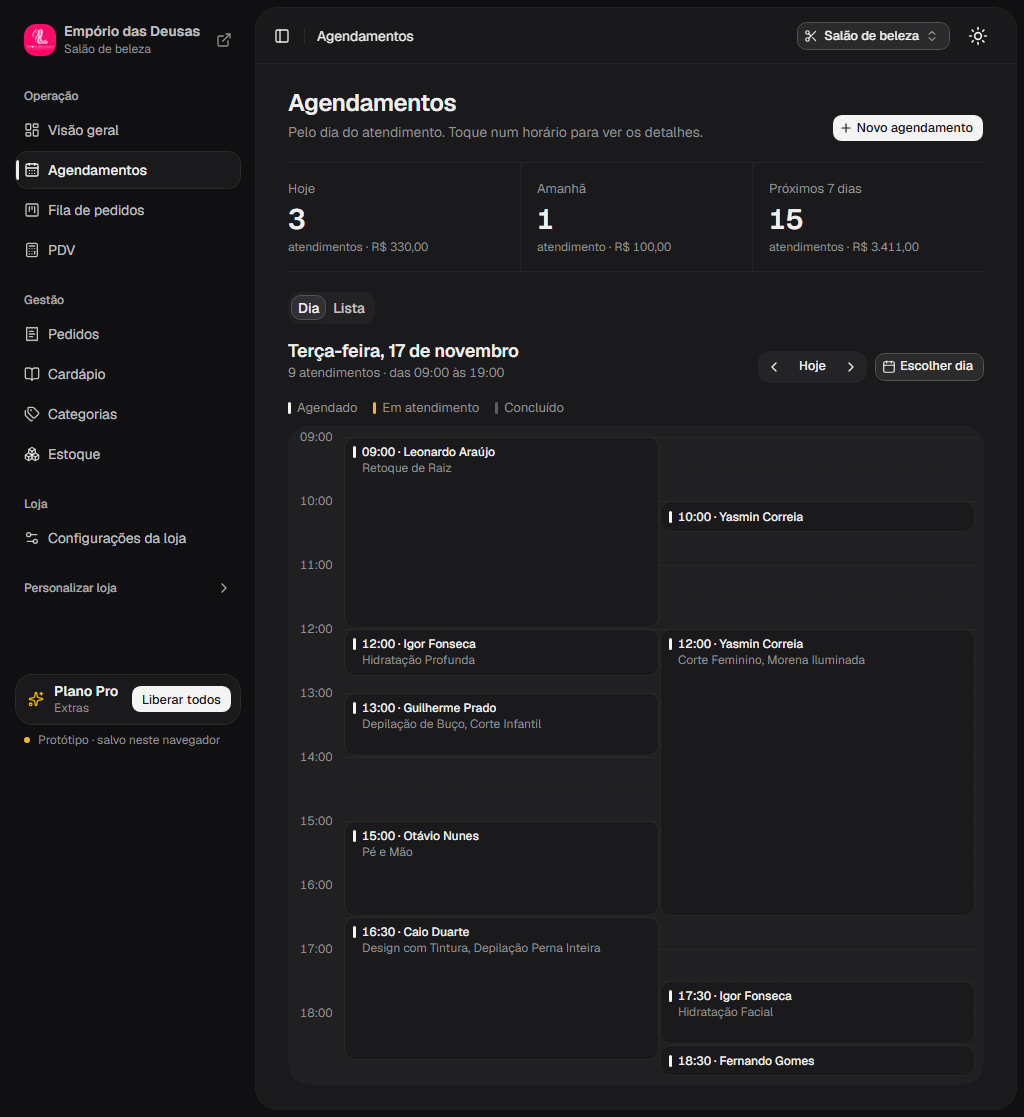 Empório das Deusas
Salão de beleza
Operação
Visão geral
Agendamentos
Fila de pedidos
PDV
Gestão
Pedidos
Cardápio
Categorias
Estoque
Loja
Configurações da loja
Personalizar loja
Plano Pro
Extras
Liberar todos
Protótipo · salvo neste navegador
Agendamentos
Salão de beleza
Agendamentos
Pelo dia do atendimento. Toque num horário para ver os detalhes.
Novo agendamento
Hoje
3
atendimentos · R$ 330,00
Amanhã
1
atendimento · R$ 100,00
Próximos 7 dias
15
atendimentos · R$ 3.411,00
Dia
Lista
Terça-feira, 17 de novembro
9 atendimentos · das 09:00 às 19:00
Hoje
Escolher dia
Agendado
Em atendimento
Concluído
09:00
09:00 · Leonardo Araújo
Retoque de Raiz
10:00
10:00 · Yasmin Correia
11:00
12:00
12:00 · Igor Fonseca
Hidratação Profunda
12:00 · Yasmin Correia
Corte Feminino, Morena Iluminada
13:00
13:00 · Guilherme Prado
Depilação de Buço, Corte Infantil
14:00
15:00
15:00 · Otávio Nunes
Pé e Mão
16:00
16:30 · Caio Duarte
Design com Tintura, Depilação Perna Inteira
17:00
17:30 · Igor Fonseca
Hidratação Facial
18:00
18:30 · Fernando Gomes